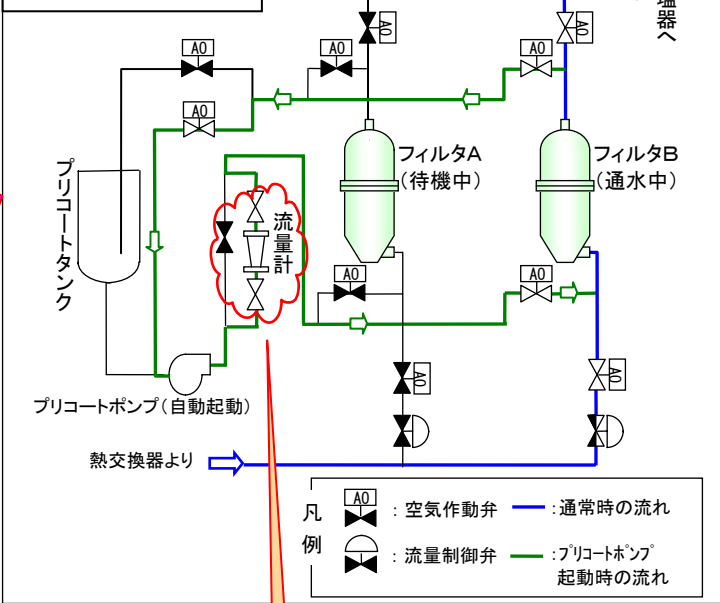 塩器へ
AO
AO
AO
AO
AO
AO
プリコートタンク
フィルタA
(待機中)
フィルタB
(通水中)
流量計
AO
AO
AO
AO
プリコートポンプ(自動起動)
熱交換器より
凡例
AO
:空気作動弁
:通常時の流れ
:流量制御弁
:プリコートポンプ
起動時の流れ